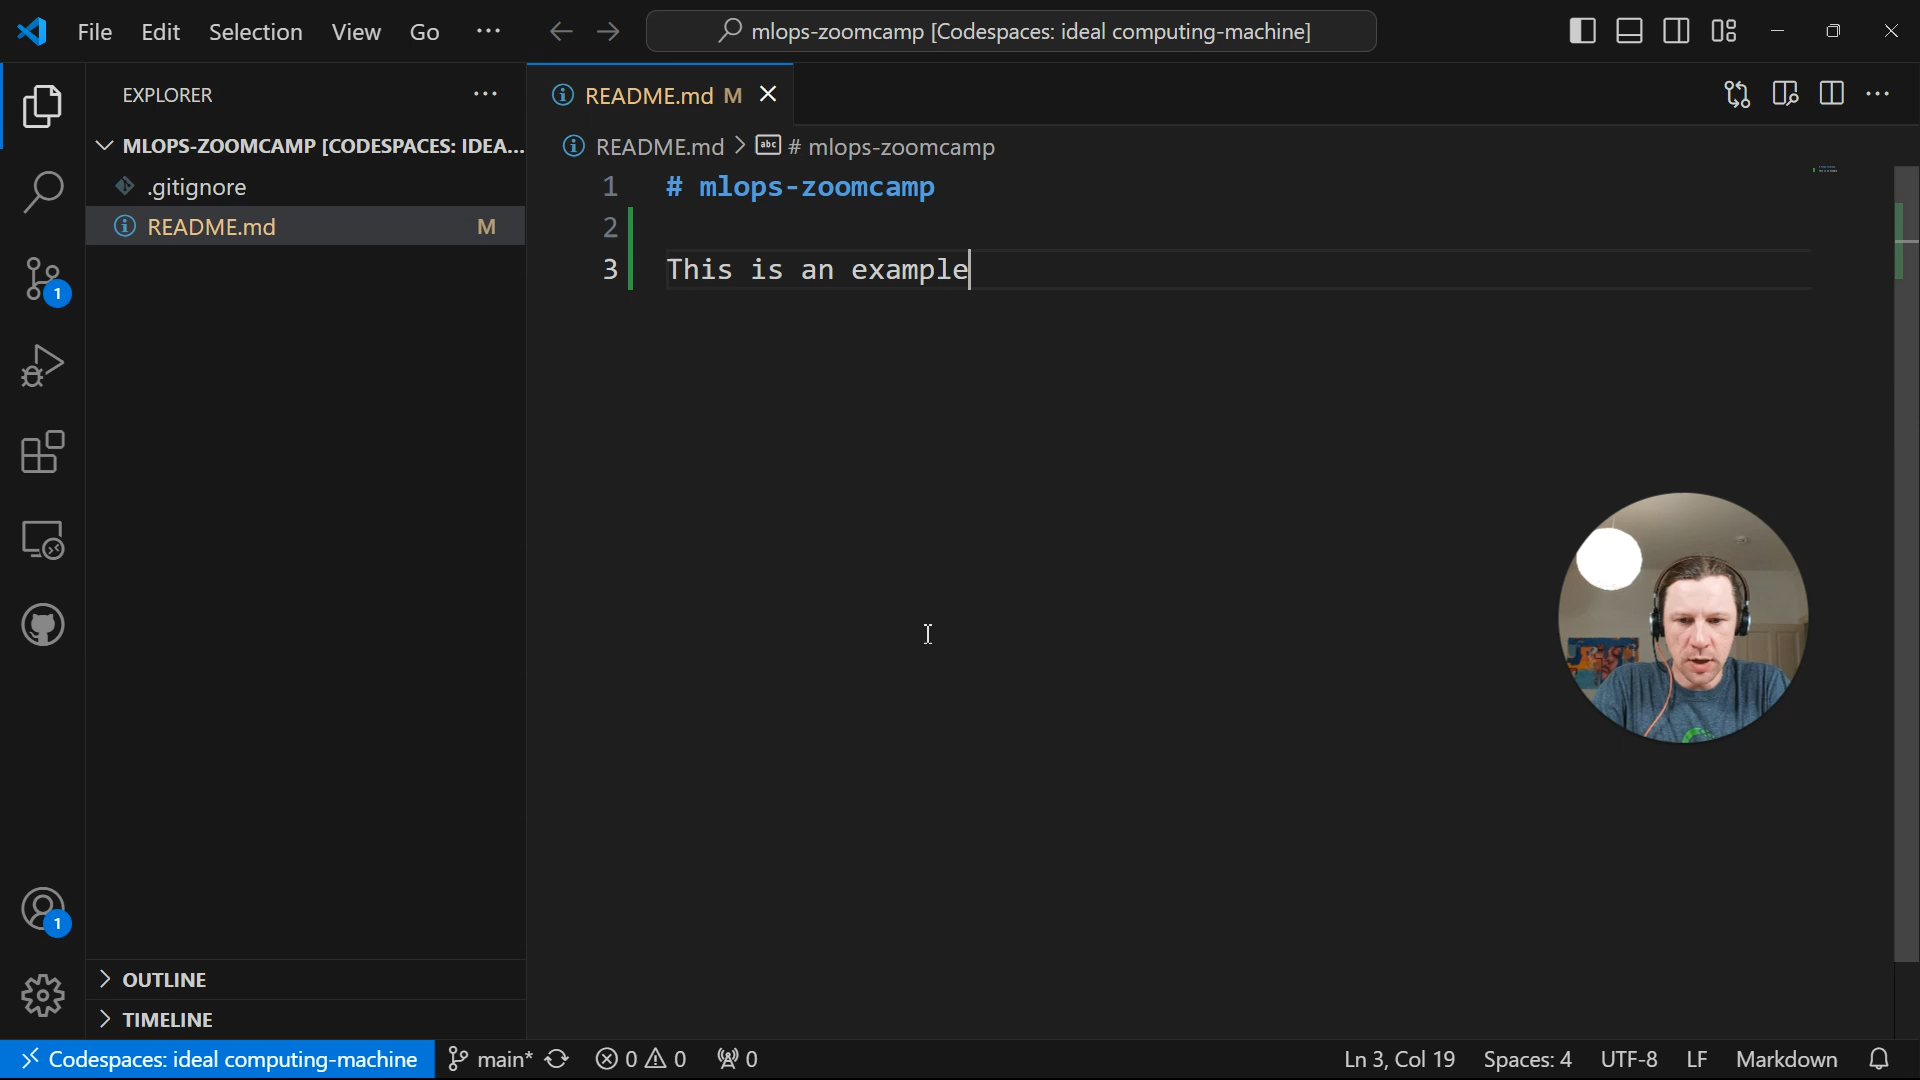 File Edit Selection View Go ··· mlops-zoomcamp [Codespaces: ideal computing-machine]
EXPLORER ···
MLOPS-ZOOMCAMP [CODESPACES: IDEA...
.gitignore
README.md M
README.md M
README.md > # mlops-zoomcamp
1 # mlops-zoomcamp
2
3 This is an example
1
1
OUTLINE
TIMELINE
Codespaces: ideal computing-machine main* 0 0 0 Ln 3, Col 19 Spaces: 4 UTF-8 LF Markdown